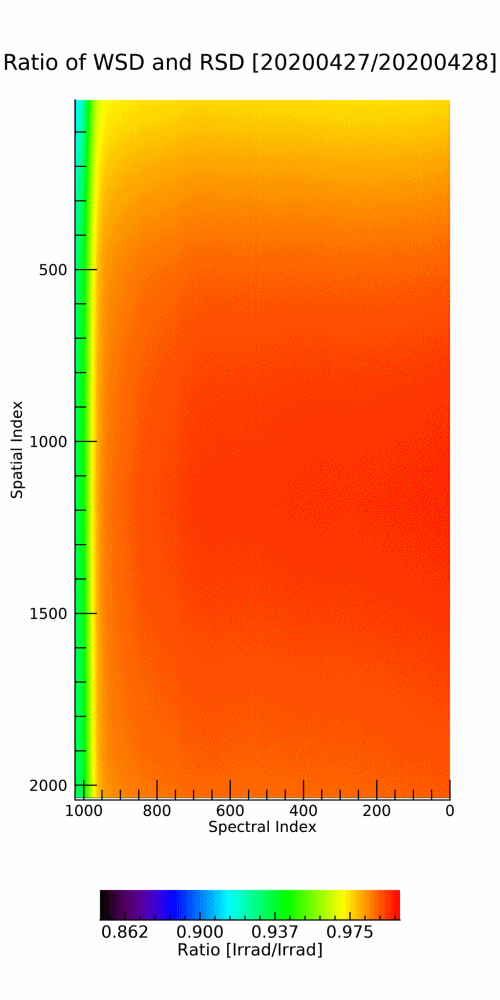 Ratio of WSD and RSD [20200427/20200428]
500
1000
1500
2000
Spatial Index
1000 800 600 400 200 0
Spectral Index
0.862 0.900 0.937 0.975
Ratio [Irrad/Irrad]